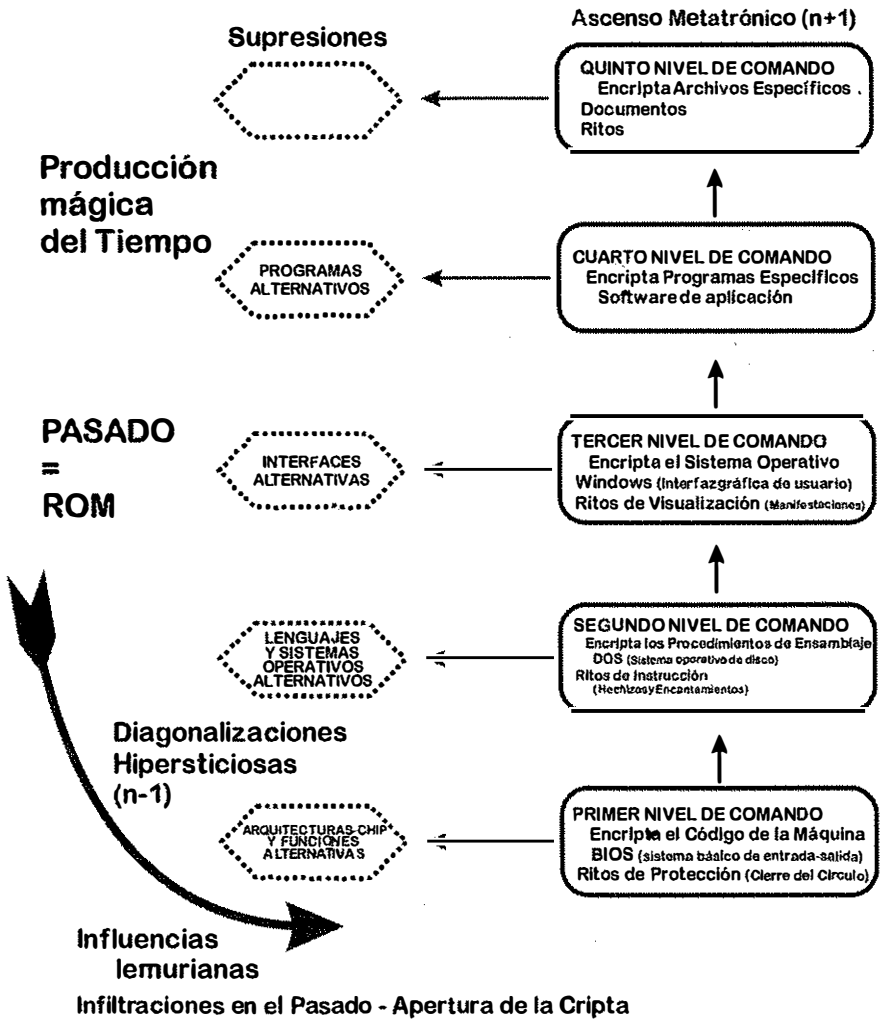 Ascenso Metatrónico (n+1)
Supresiones
QUINTO NIVEL DE COMANDO
Encripta Archivos Específicos .
Documentos
Ritos
Producción
mágica
del Tiempo
PROGRAMAS
ALTERNATIVOS
CUARTO NIVEL DE COMANDO
Encripta Programas Especificos
Software de aplicación
PASADO
=
ROM
INTERFACES
ALTERNATIVAS
TERCER NIVEL DE COMANDO
Encripta el Sistema Operativo
Windows (Interfazgráfica de usuario)
Ritos de Visualización (Manifestaciones)
LENGUAJES
Y SISTEMAS
OPERATIVOS
ALTERNATIVOS
SEGUNDO NIVEL DE COMANDO
Encripta los Procedimientos de Ensamblaje
DOS (Sistema operativo de disco)
Ritos de Instrucción
(Hechizos y Encantamientos)
Diagonalizaciones
Hipersticiosas
(n-1)
ARQUITECTURAS-CHIP
Y FUNCIONES
ALTERNATIVAS
PRIMER NIVEL DE COMANDO
Encripta el Código de la Máquina
BIOS (sistema básico de entrada-salida)
Ritos de Protección (Cierre del Circulo)
Influencias
lemurianas
Infiltraciones en el Pasado - Apertura de la Cripta